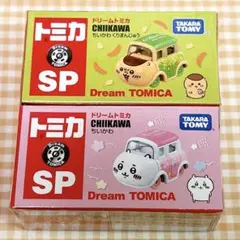 トミカ
SP
ドリームトミカ
CHIIKAWA
ちいかわ くりまんじゅう
TAKARA TOMY
Dream TOMICA
トミカ
SP
ドリームトミカ
CHIIKAWA
ちいかわ
TAKARA TOMY
Dream TOMICA